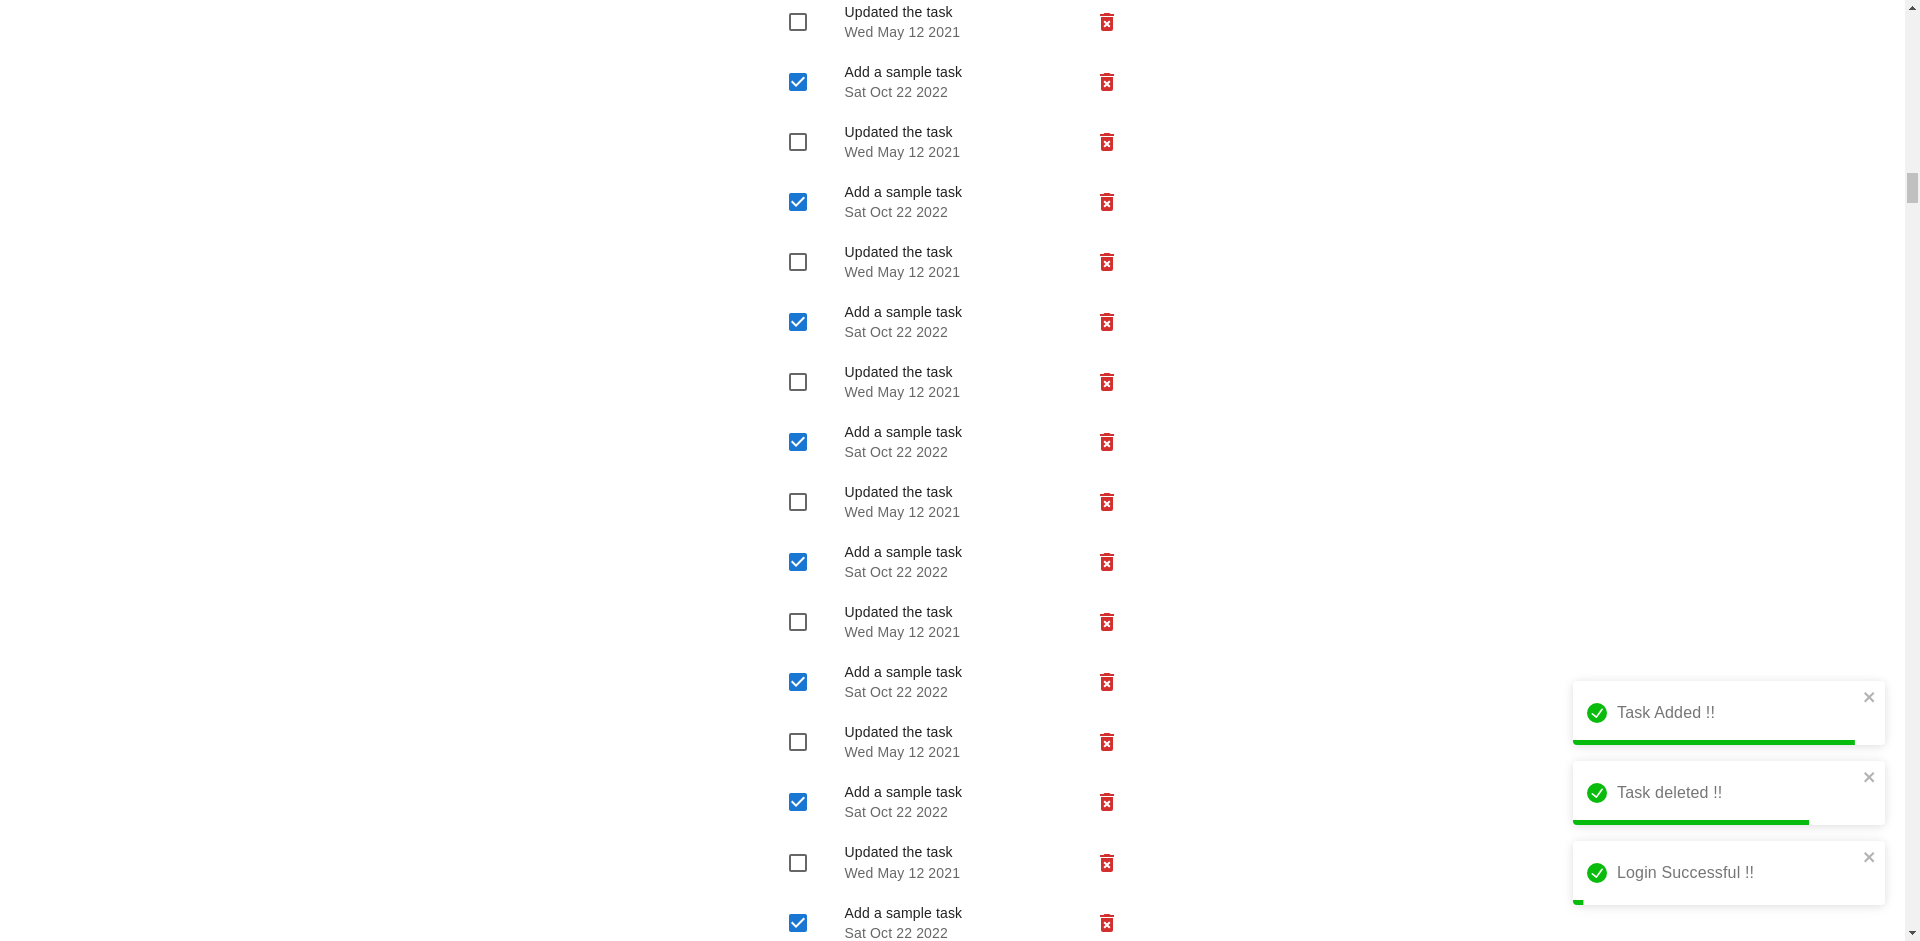 Updated the task
Wed May 12 2021
Add a sample task
Sat Oct 22 2022
Updated the task
Wed May 12 2021
Add a sample task
Sat Oct 22 2022
Updated the task
Wed May 12 2021
Add a sample task
Sat Oct 22 2022
Updated the task
Wed May 12 2021
Add a sample task
Sat Oct 22 2022
Updated the task
Wed May 12 2021
Add a sample task
Sat Oct 22 2022
Updated the task
Wed May 12 2021
Add a sample task
Sat Oct 22 2022
Updated the task
Wed May 12 2021
Add a sample task
Sat Oct 22 2022
Updated the task
Wed May 12 2021
Add a sample task
Sat Oct 22 2022
Task Added !!
Task deleted !!
Login Successful !!